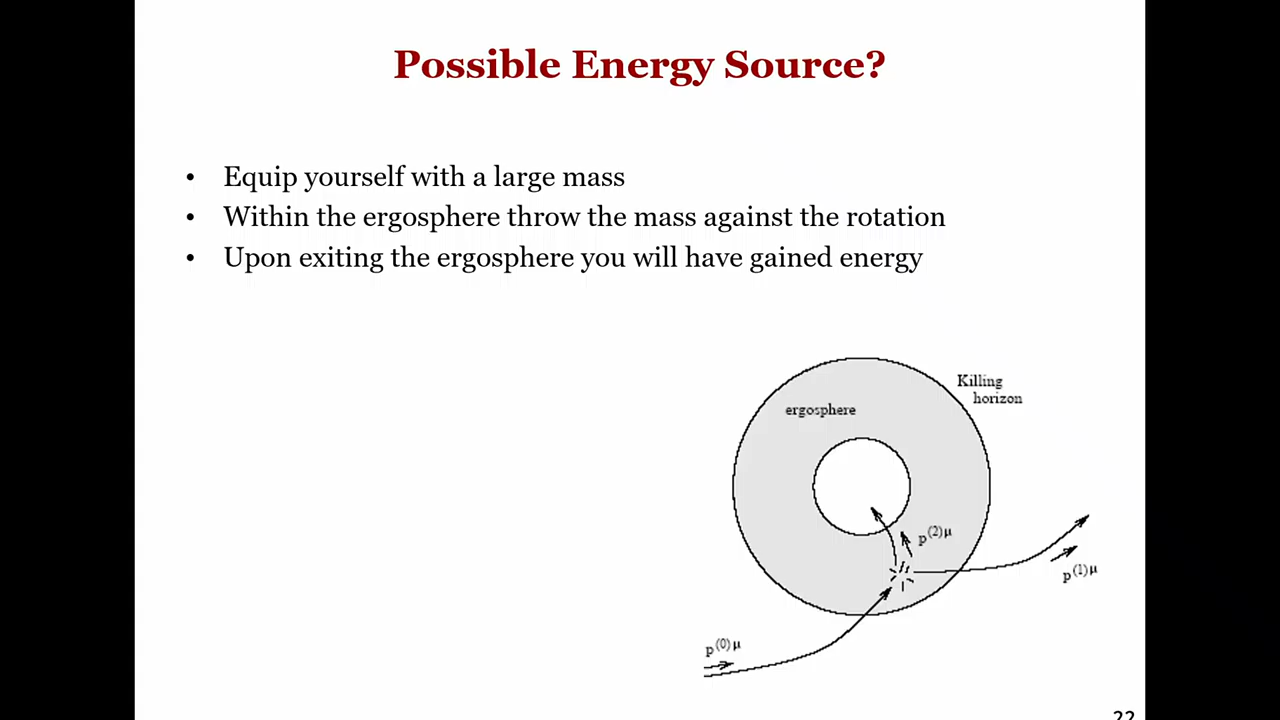 Possible Energy Source?
• Equip yourself with a large mass
• Within the ergosphere throw the mass against the rotation
• Upon exiting the ergosphere you will have gained energy
Killing
horizon
ergosphere
p(2)μ
p(1)μ
p(0)μ
22